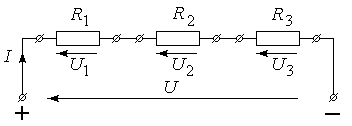 R1 R2 R3
I U1 U2 U3
U
+ −